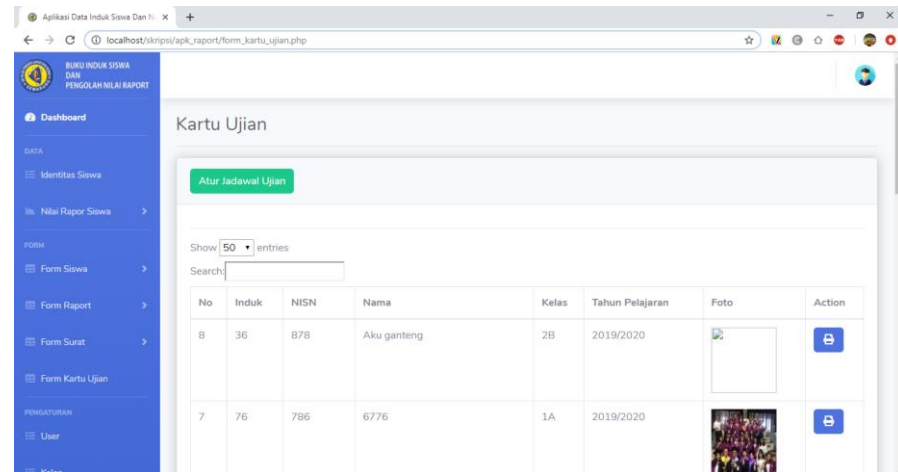 Aplikasi Data Induk Siswa Dan Ni
localhost/skripsi/apk_raport/form_kartu_ujian.php
BUKU INDUK SISWA
DAN
PENGOLAH NILAI RAPORT
Dashboard
DATA
Identitas Siswa
Nilai Rapor Siswa
FORM
Form Siswa
Form Raport
Form Surat
Form Kartu Ujian
PENGATURAN
User
Kelas
Kartu Ujian
Atur Jadawal Ujian
Show 50 entries
Search:
No Induk NISN Nama Kelas Tahun Pelajaran Foto Action
8 36 878 Aku ganteng 2B 2019/2020
7 76 786 6776 1A 2019/2020